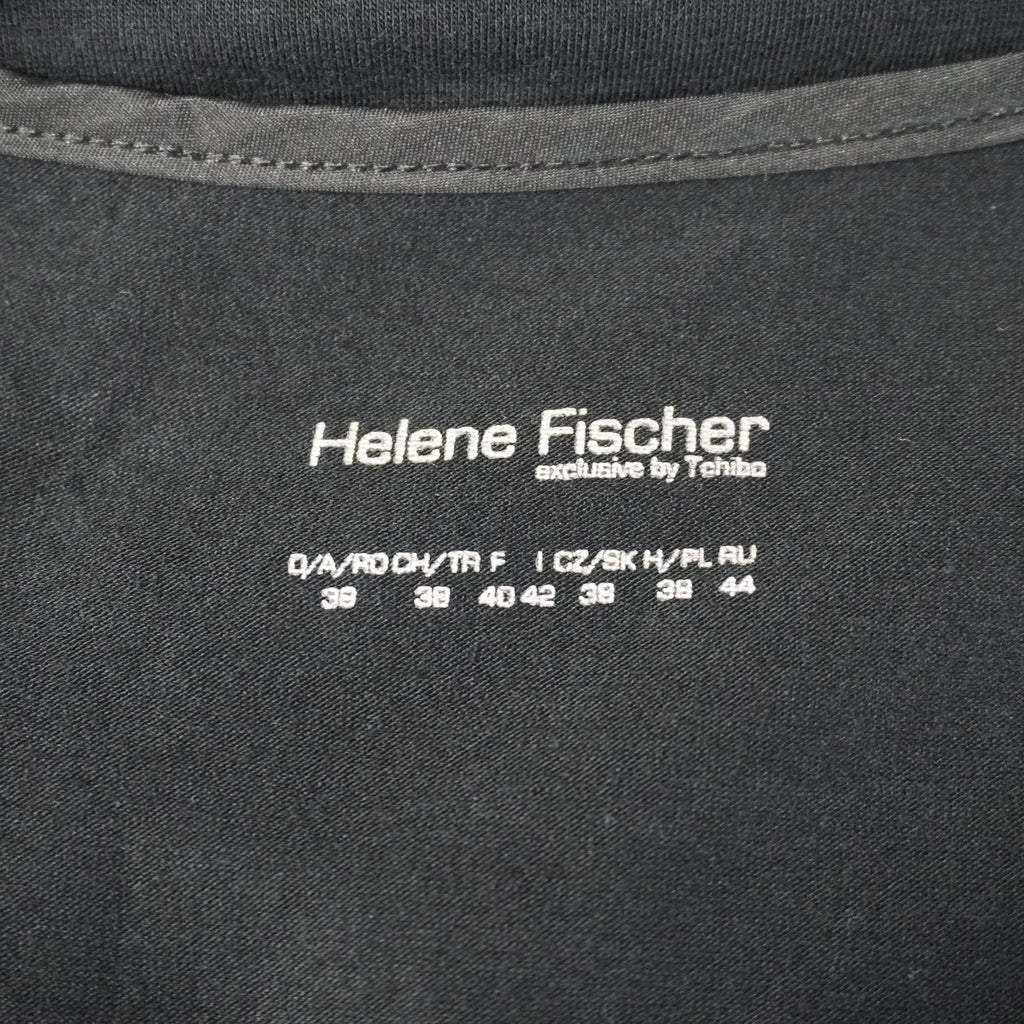 Helene Fischer
exclusive by Tchibo
D/A/RO CH/TR F I CZ/SK H/PL RU
38 38 40 42 38 38 44